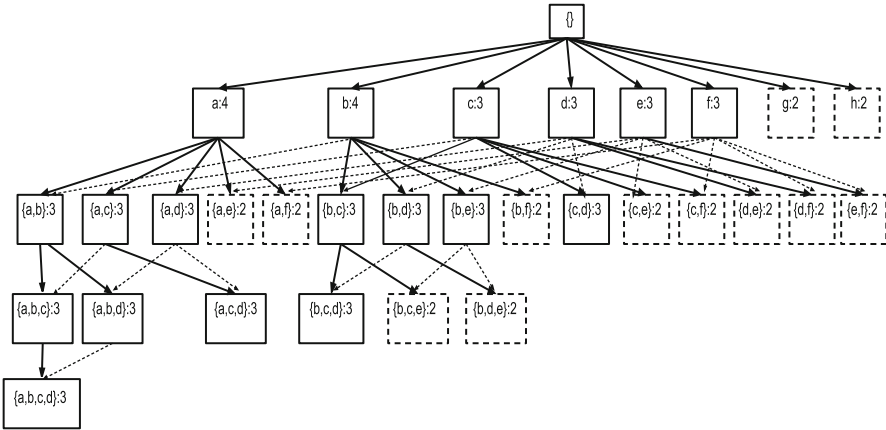 {}
a:4 b:4 c:3 d:3 e:3 f:3 g:2 h:2
{a,b}:3 {a,c}:3 {a,d}:3 {a,e}:2 {a,f}:2 {b,c}:3 {b,d}:3 {b,e}:3 {b,f}:2 {c,d}:3 {c,e}:2 {c,f}:2 {d,e}:2 {d,f}:2 {e,f}:2
{a,b,c}:3 {a,b,d}:3 {a,c,d}:3 {b,c,d}:3 {b,c,e}:2 {b,d,e}:2
{a,b,c,d}:3